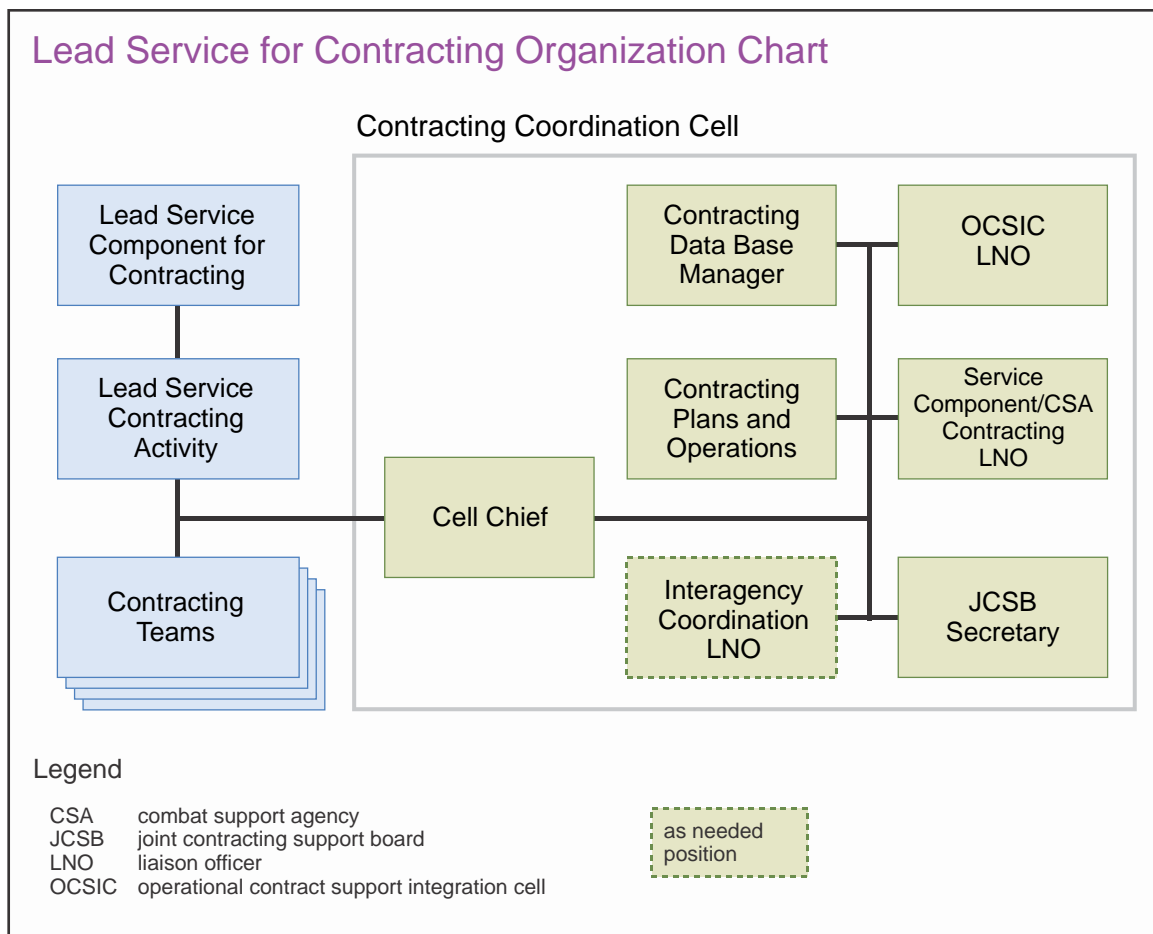 Lead Service for Contracting Organization Chart
Contracting Coordination Cell
Lead Service
Component for
Contracting
Contracting
Data Base
Manager
OCSIC
LNO
Lead Service
Contracting
Activity
Contracting
Plans and
Operations
Service
Component/CSA
Contracting
LNO
Cell Chief
Contracting
Teams
Interagency
Coordination
LNO
JCSB
Secretary
Legend
CSA combat support agency
JCSB joint contracting support board
LNO liaison officer
OCSIC operational contract support integration cell
as needed
position